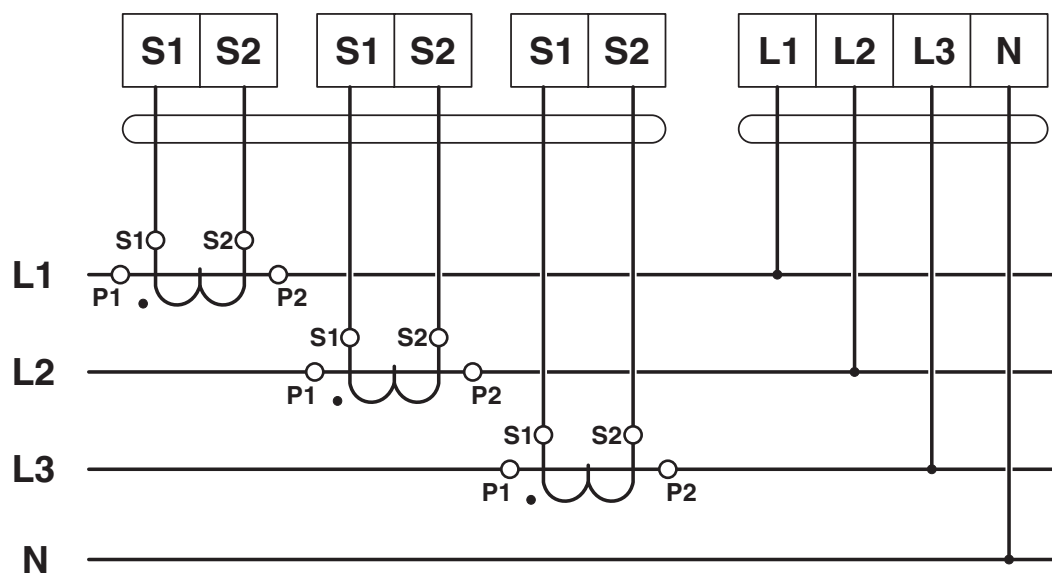 S1 S2 S1 S2 S1 S2 L1 L2 L3 N
S1 S2
L1
P1 P2
S1 S2
L2
P1 P2
S1 S2
L3
P1 P2
N